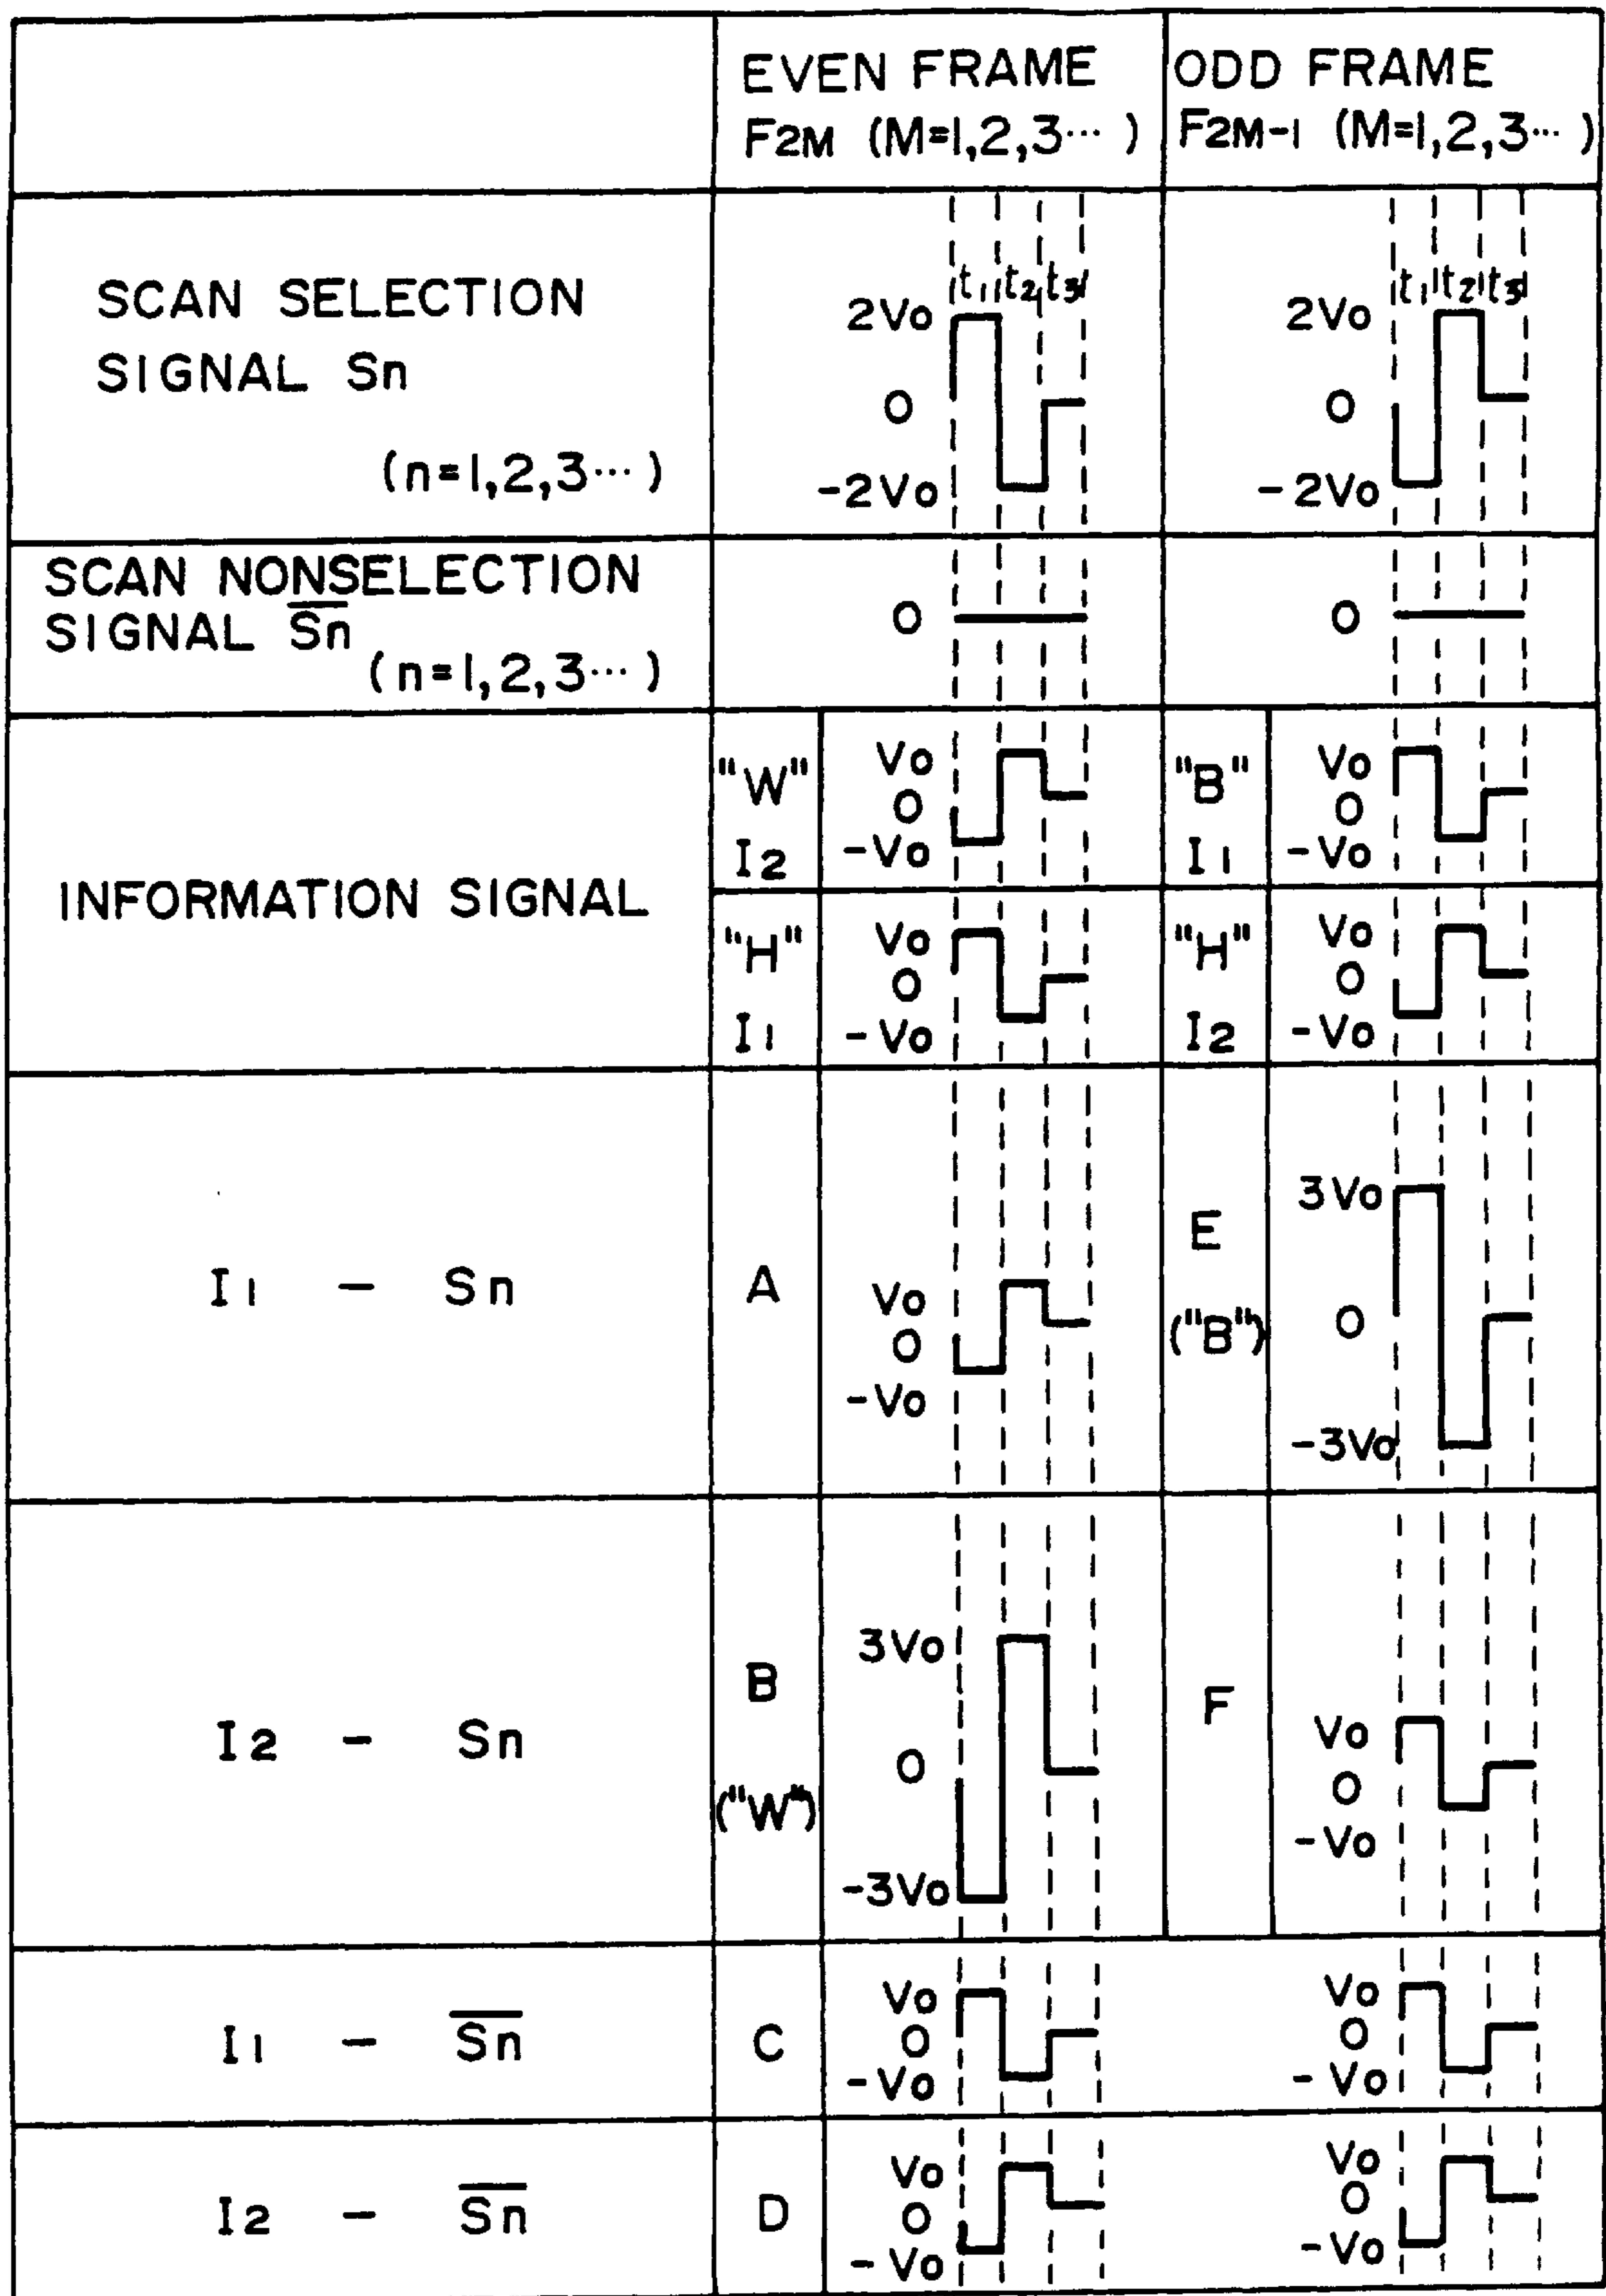 EVEN FRAME
F2M (M=1,2,3… )
ODD FRAME
F2M-1 (M=1,2,3… )
SCAN SELECTION
SIGNAL Sn
(n=1,2,3… )
t1 t2 t3
2Vo
0
-2Vo
t1 t2 t3
2Vo
0
-2Vo
SCAN NONSELECTION
SIGNAL S̅n̅
(n=1,2,3… )
0
0
INFORMATION SIGNAL
"W"
I2
Vo
0
-Vo
"B"
I1
Vo
0
-Vo
"H"
I1
Vo
0
-Vo
"H"
I2
Vo
0
-Vo
I1 - Sn
A
Vo
0
-Vo
E
("B")
3Vo
0
-3Vo
I2 - Sn
B
("W")
3Vo
0
-3Vo
F
Vo
0
-Vo
I1 - S̅n̅
C
Vo
0
-Vo
Vo
0
-Vo
I2 - S̅n̅
D
Vo
0
-Vo
Vo
0
-Vo